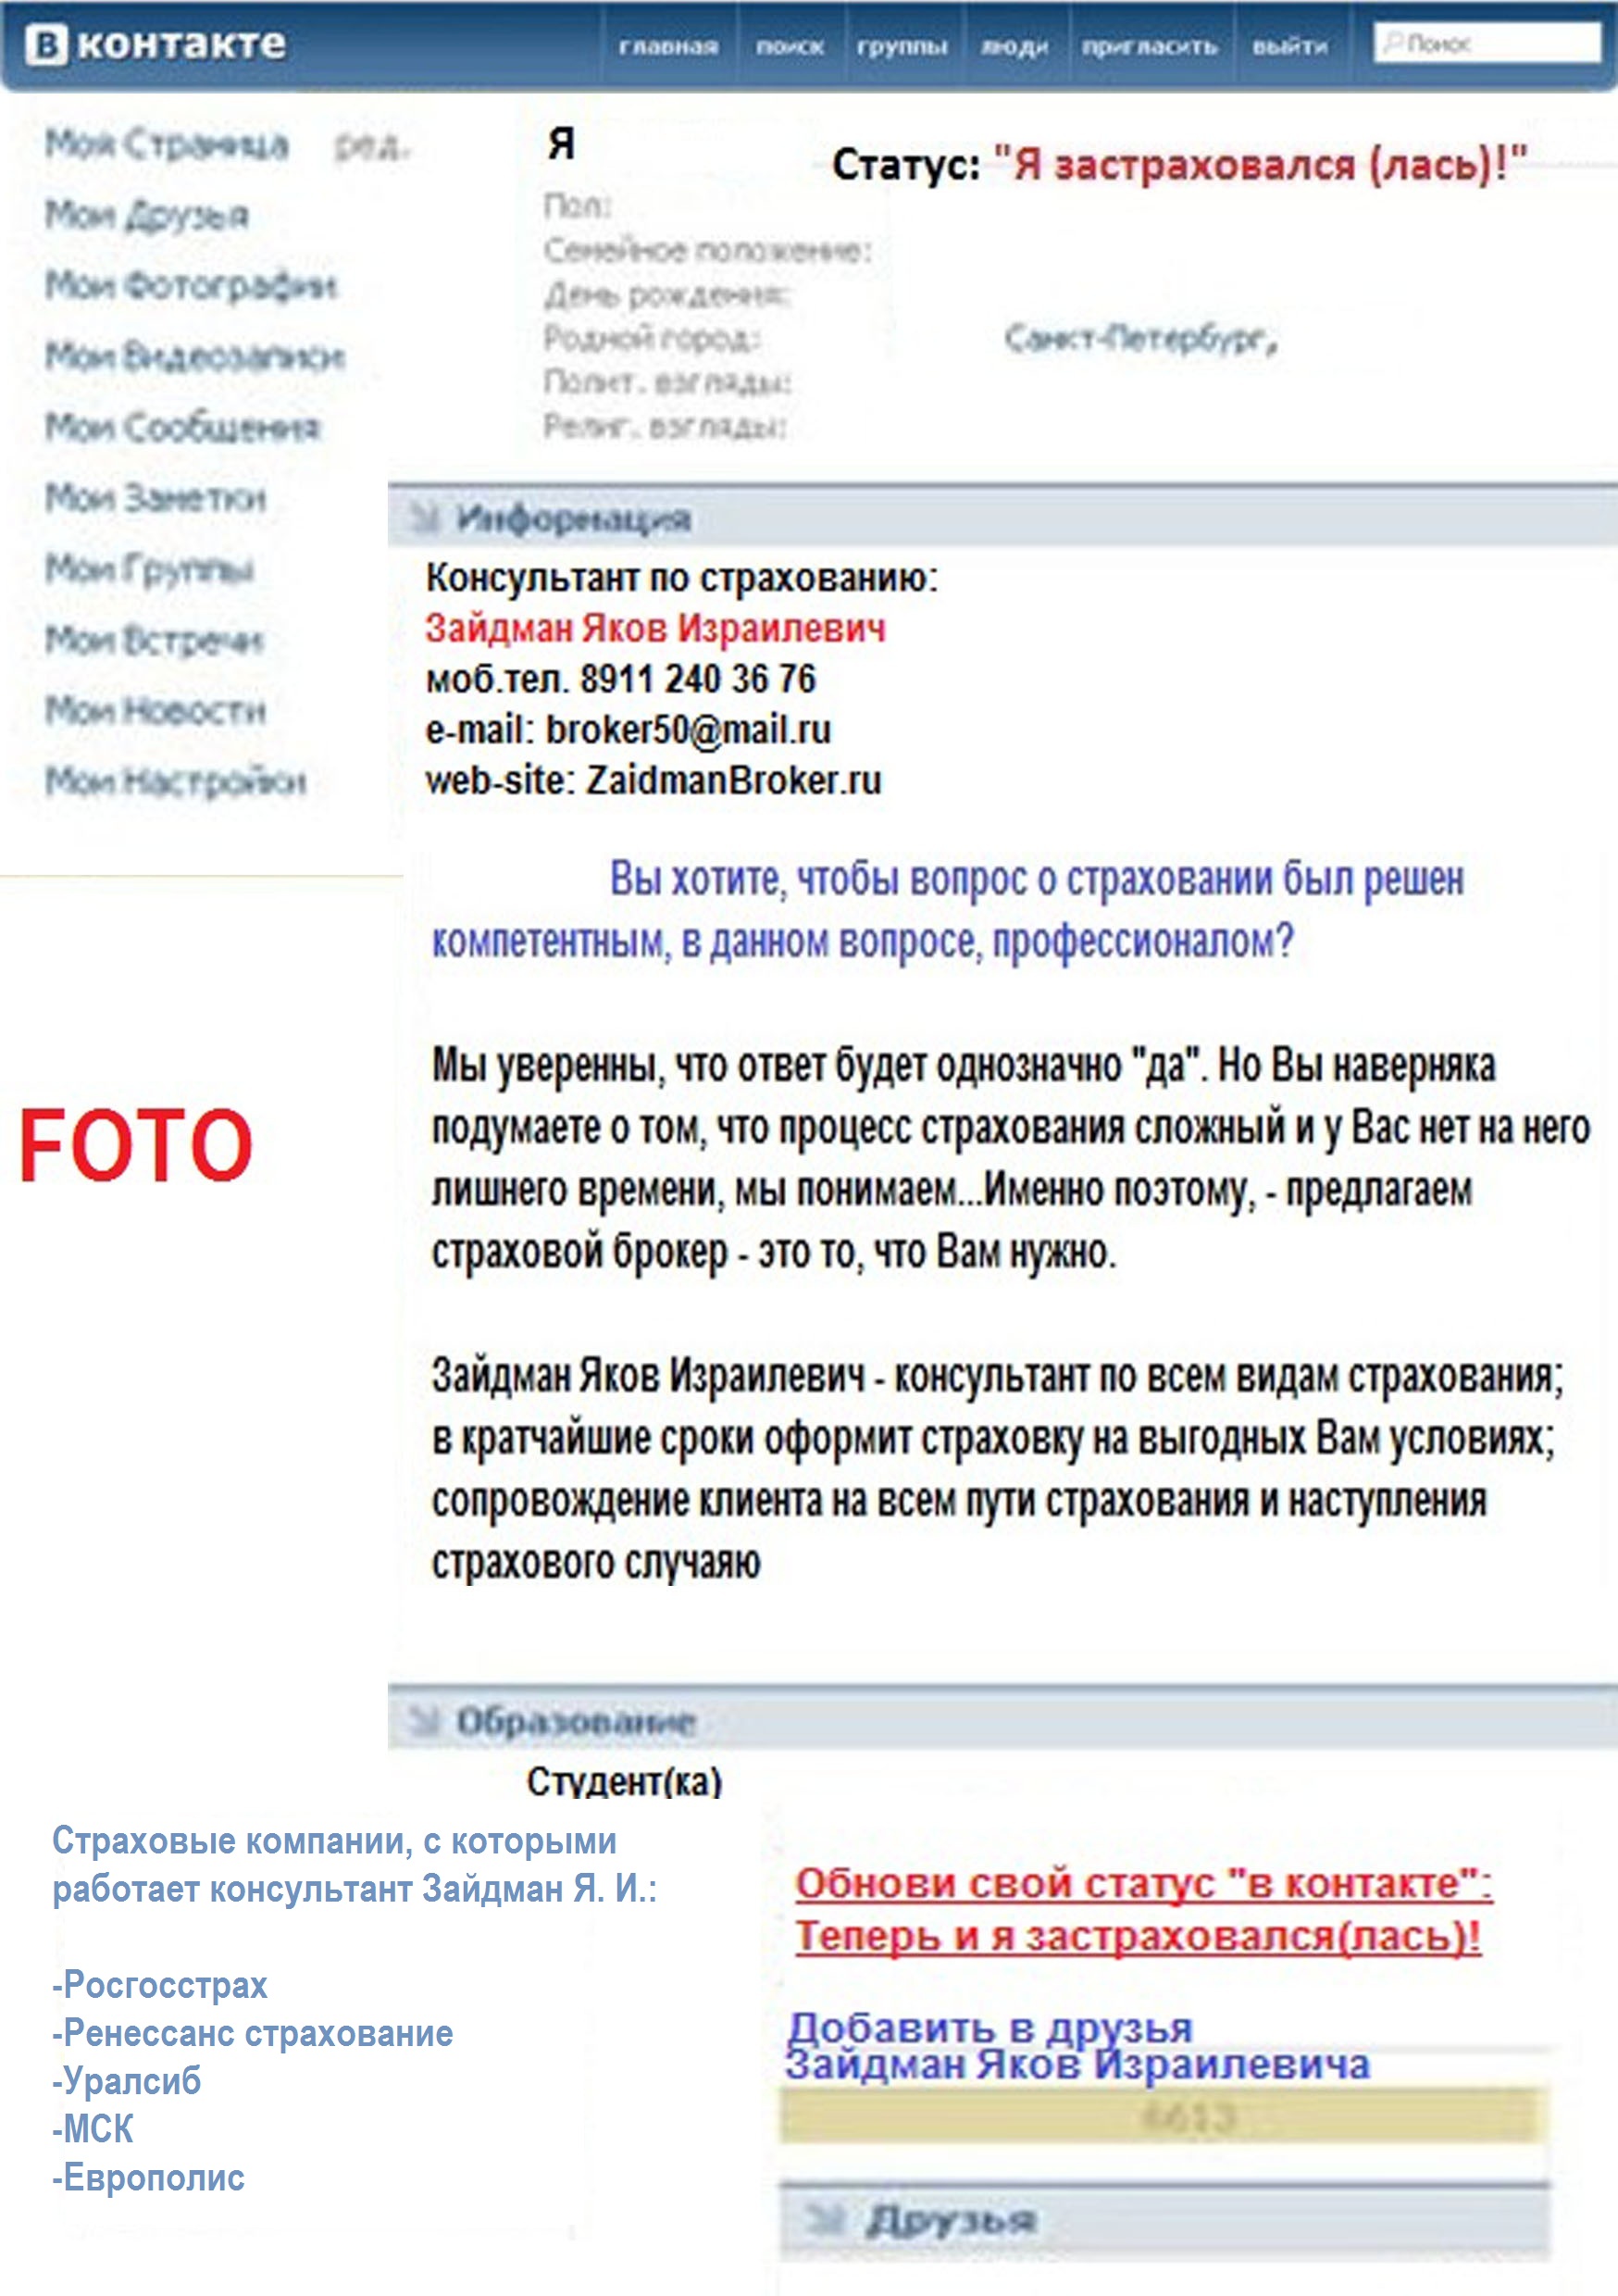 В контакте
главная поиск группы люди пригласить выйти Поиск
Моя Страница ред.
Мои Друзья
Мои Фотографии
Мои Видеозаписи
Мои Сообщения
Мои Заметки
Мои Группы
Мои Встречи
Мои Новости
Мои Настройки
Я
Статус: "Я застраховался (лась)!"
Пол:
Семейное положение:
День рождения:
Родной город: Санкт-Петербург,
Полит. взгляды:
Религ. взгляды:
Информация
Консультант по страхованию:
Зайдман Яков Израилевич
моб.тел. 8911 240 36 76
e-mail: broker50@mail.ru
web-site: ZaidmanBroker.ru
Вы хотите, чтобы вопрос о страховании был решен
компетентным, в данном вопросе, профессионалом?
Мы уверенны, что ответ будет однозначно "да". Но Вы наверняка
подумаете о том, что процесс страхования сложный и у Вас нет на него
лишнего времени, мы понимаем...Именно поэтому, - предлагаем
страховой брокер - это то, что Вам нужно.
Зайдман Яков Израилевич - консультант по всем видам страхования;
в кратчайшие сроки оформит страховку на выгодных Вам условиях;
сопровождение клиента на всем пути страхования и наступления
страхового случаяю
FOTO
Образование
Студент(ка)
Страховые компании, с которыми
работает консультант Зайдман Я. И.:
-Росгосстрах
-Ренессанс страхование
-Уралсиб
-МСК
-Европолис
Обнови свой статус "в контакте":
Теперь и я застраховался(лась)!
Добавить в друзья
Зайдман Яков Израилевича
6613
Друзья